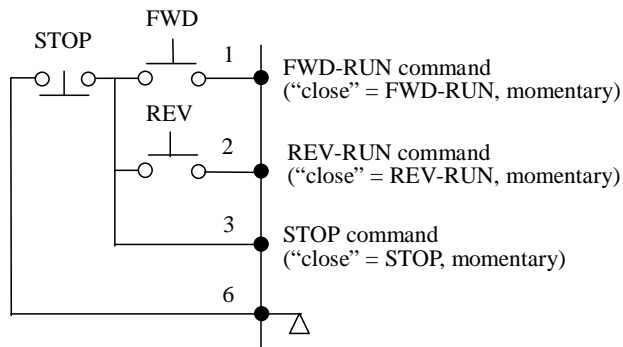 FWD
STOP
1
FWD-RUN command
(“close” = FWD-RUN, momentary)
REV
2
REV-RUN command
(“close” = REV-RUN, momentary)
3
STOP command
(“close” = STOP, momentary)
6